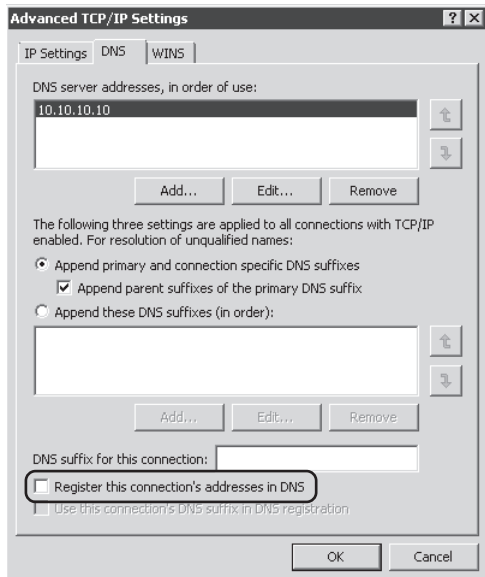 Advanced TCP/IP Settings
IP Settings DNS WINS
DNS server addresses, in order of use:
10.10.10.10
Add... Edit... Remove
The following three settings are applied to all connections with TCP/IP
enabled. For resolution of unqualified names:
Append primary and connection specific DNS suffixes
Append parent suffixes of the primary DNS suffix
Append these DNS suffixes (in order):
Add... Edit... Remove
DNS suffix for this connection:
Register this connection's addresses in DNS
Use this connection's DNS suffix in DNS registration
OK Cancel